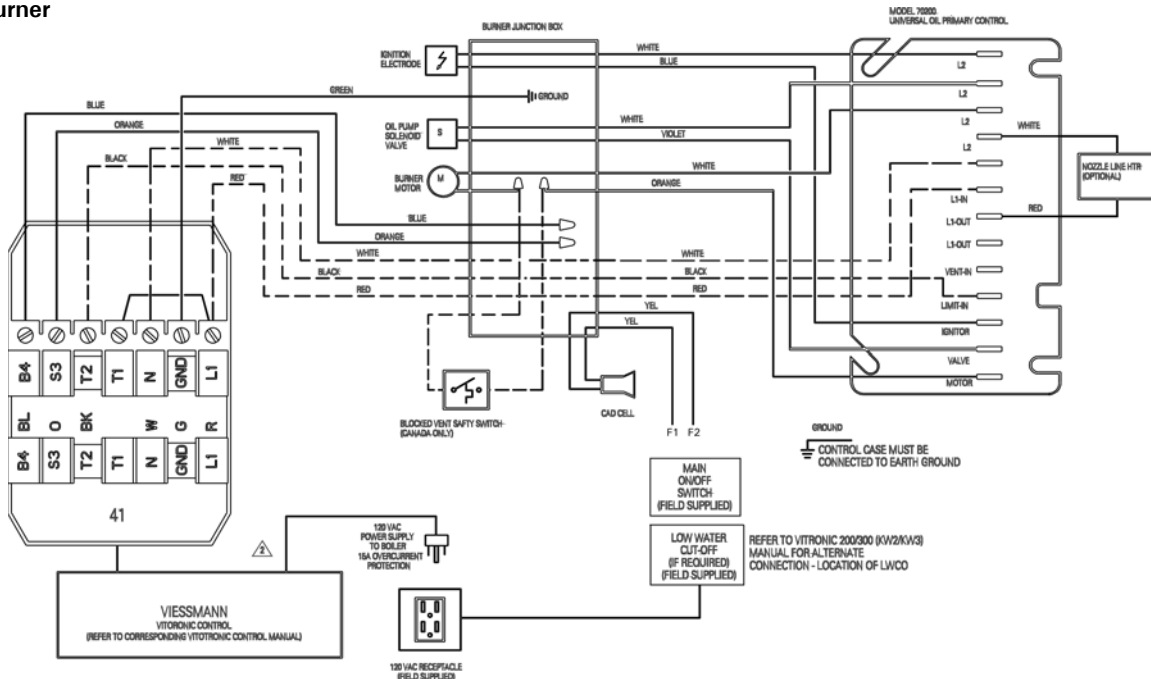 urner
MODEL 70200
UNIVERSAL OIL PRIMARY CONTROL
BURNER JUNCTION BOX
IGNITION
ELECTRODE
WHITE
BLUE
L2
GREEN
GROUND
L2
BLUE
OIL PUMP
SOLENOID
VALVE
S
WHITE
VIOLET
L2
ORANGE
WHITE
L2
WHITE
BLACK
BURNER
MOTOR
M
WHITE
ORANGE
NOZZLE LINE HTR
(OPTIONAL)
RED
L1-IN
RED
BLUE
L1-OUT
ORANGE
L1-OUT
WHITE
WHITE
BLACK
BLACK
VENT-IN
RED
RED
LIMIT-IN
YEL
YEL
IGNITOR
VALVE
MOTOR
B4
S3
T2
T1
N
GND
L1
BL
O
BK
W
G
R
B4
S3
T2
T1
N
GND
L1
41
BLOCKED VENT SAFTY SWITCH
(CANADA ONLY)
CAD CELL
F1
F2
GROUND
CONTROL CASE MUST BE
CONNECTED TO EARTH GROUND
MAIN
ON/OFF
SWITCH
(FIELD SUPPLIED)
2
120 VAC
POWER SUPPLY
TO BOILER
15A OVERCURRENT
PROTECTION
LOW WATER
CUT-OFF
(IF REQUIRED)
(FIELD SUPPLIED)
REFER TO VITRONIC 200/300 (KW2/KW3)
MANUAL FOR ALTERNATE
CONNECTION - LOCATION OF LWCO
VIESSMANN
VITORONIC CONTROL
(REFER TO CORRESPONDING VITOTRONIC CONTROL MANUAL)
120 VAC RECEPTACLE
(FIELD SUPPLIED)